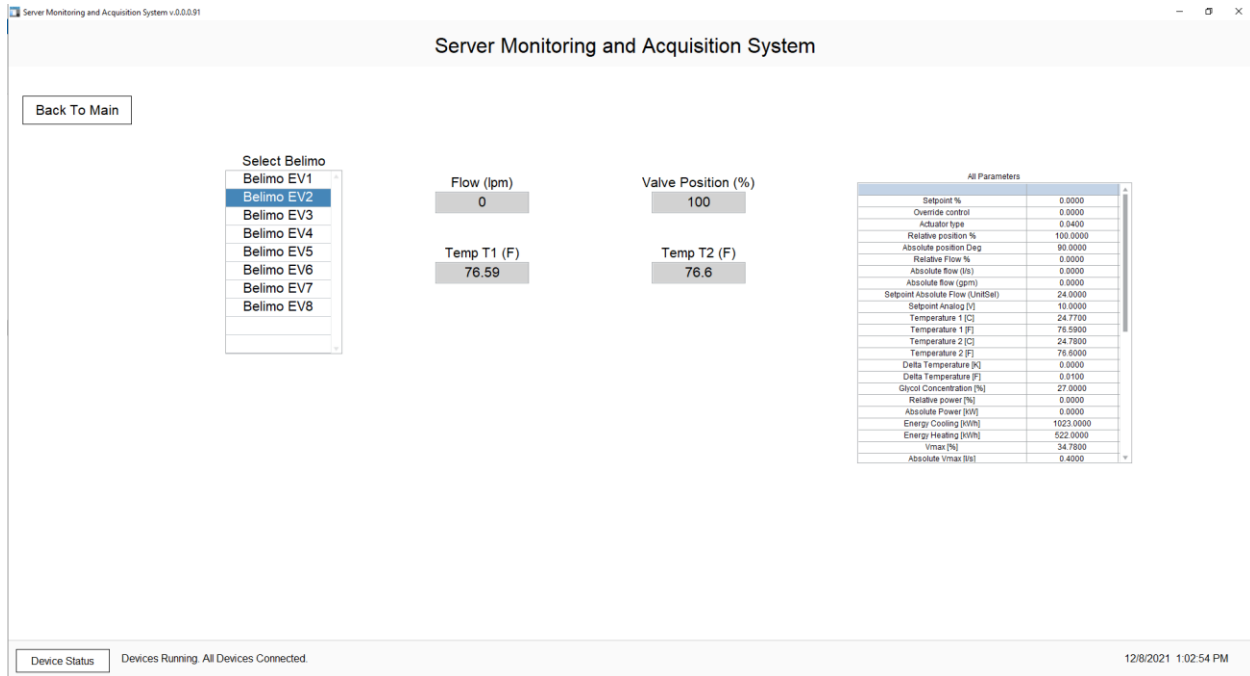 Server Monitoring and Acquisition System v.0.0.0.91
Server Monitoring and Acquisition System
Back To Main
Select Belimo
Belimo EV1
Belimo EV2
Belimo EV3
Belimo EV4
Belimo EV5
Belimo EV6
Belimo EV7
Belimo EV8
Flow (lpm)
0
Valve Position (%)
100
Temp T1 (F)
76.59
Temp T2 (F)
76.6
All Parameters
Setpoint % 0.0000
Override control 0.0000
Actuator type 0.0400
Relative position % 100.0000
Absolute position Deg 90.0000
Relative Flow % 0.0000
Absolute flow (l/s) 0.0000
Absolute flow (gpm) 0.0000
Setpoint Absolute Flow (UnitSel) 24.0000
Setpoint Analog [V] 10.0000
Temperature 1 [C] 24.7700
Temperature 1 [F] 76.5900
Temperature 2 [C] 24.7800
Temperature 2 [F] 76.6000
Delta Temperature [K] 0.0000
Delta Temperature [F] 0.0100
Glycol Concentration [%] 27.0000
Relative power [%] 0.0000
Absolute Power [kW] 0.0000
Energy Cooling [kWh] 1023.0000
Energy Heating [kWh] 522.0000
Vmax [%] 34.7800
Absolute Vmax [l/s] 0.4000
Device Status
Devices Running. All Devices Connected.
12/8/2021 1:02:54 PM